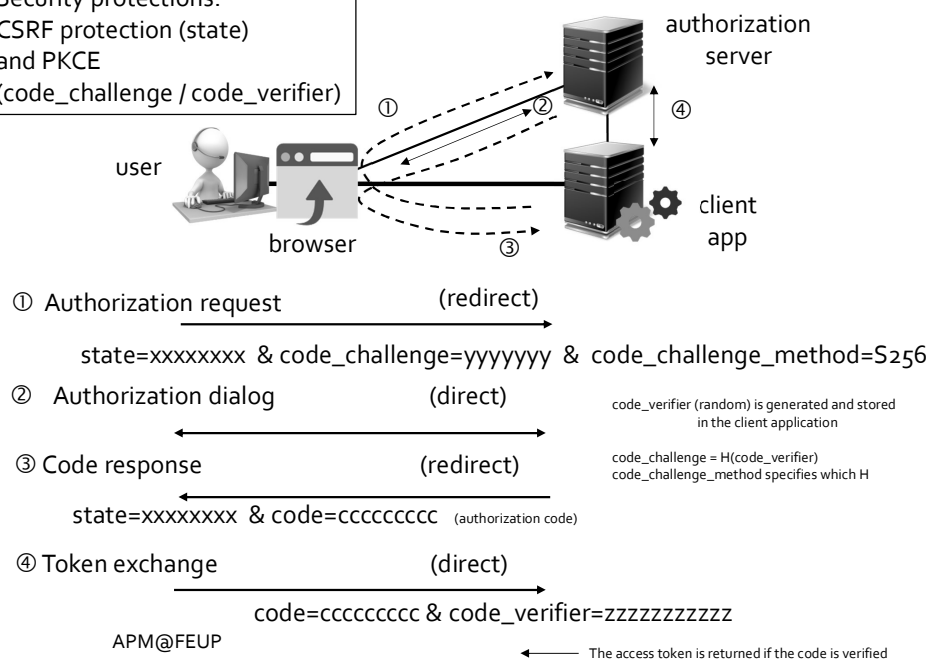 Security protections:
CSRF protection (state)
and PKCE
(code_challenge / code_verifier)
authorization
server
①
②
④
user
client
app
browser
③
① Authorization request (redirect)
state=xxxxxxxx & code_challenge=yyyyyyy & code_challenge_method=S256
② Authorization dialog (direct)
code_verifier (random) is generated and stored
in the client application
code_challenge = H(code_verifier)
code_challenge_method specifies which H
③ Code response (redirect)
state=xxxxxxxx & code=ccccccccc (authorization code)
④ Token exchange (direct)
code=ccccccccc & code_verifier=zzzzzzzzzzz
APM@FEUP
The access token is returned if the code is verified